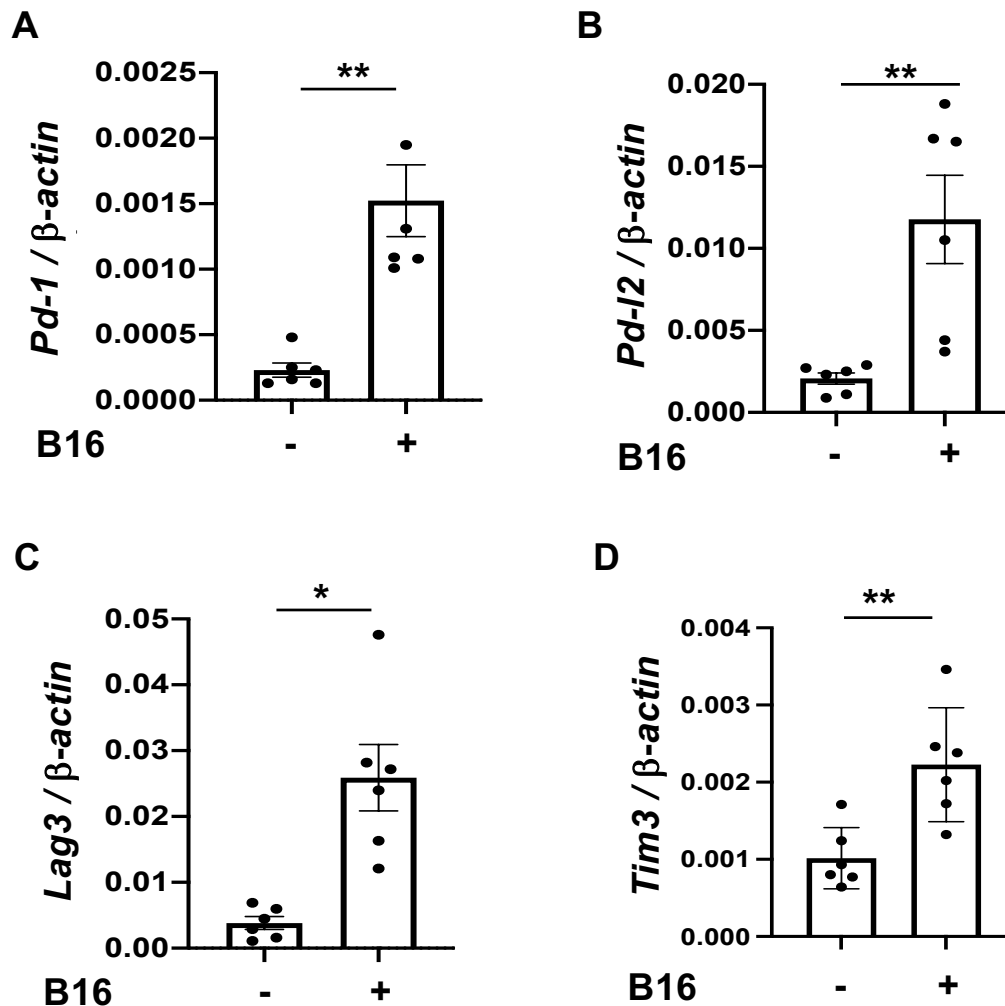 A
0.0025
0.0020
0.0015
0.0010
0.0005
0.0000
Pd-1 / β-actin
**
B16
-
+
B
0.020
0.015
0.010
0.005
0.000
Pd-l2 / β-actin
**
B16
-
+
C
0.05
0.04
0.03
0.02
0.01
0.00
Lag3 / β-actin
*
B16
-
+
D
0.004
0.003
0.002
0.001
0.000
Tim3 / β-actin
**
B16
-
+